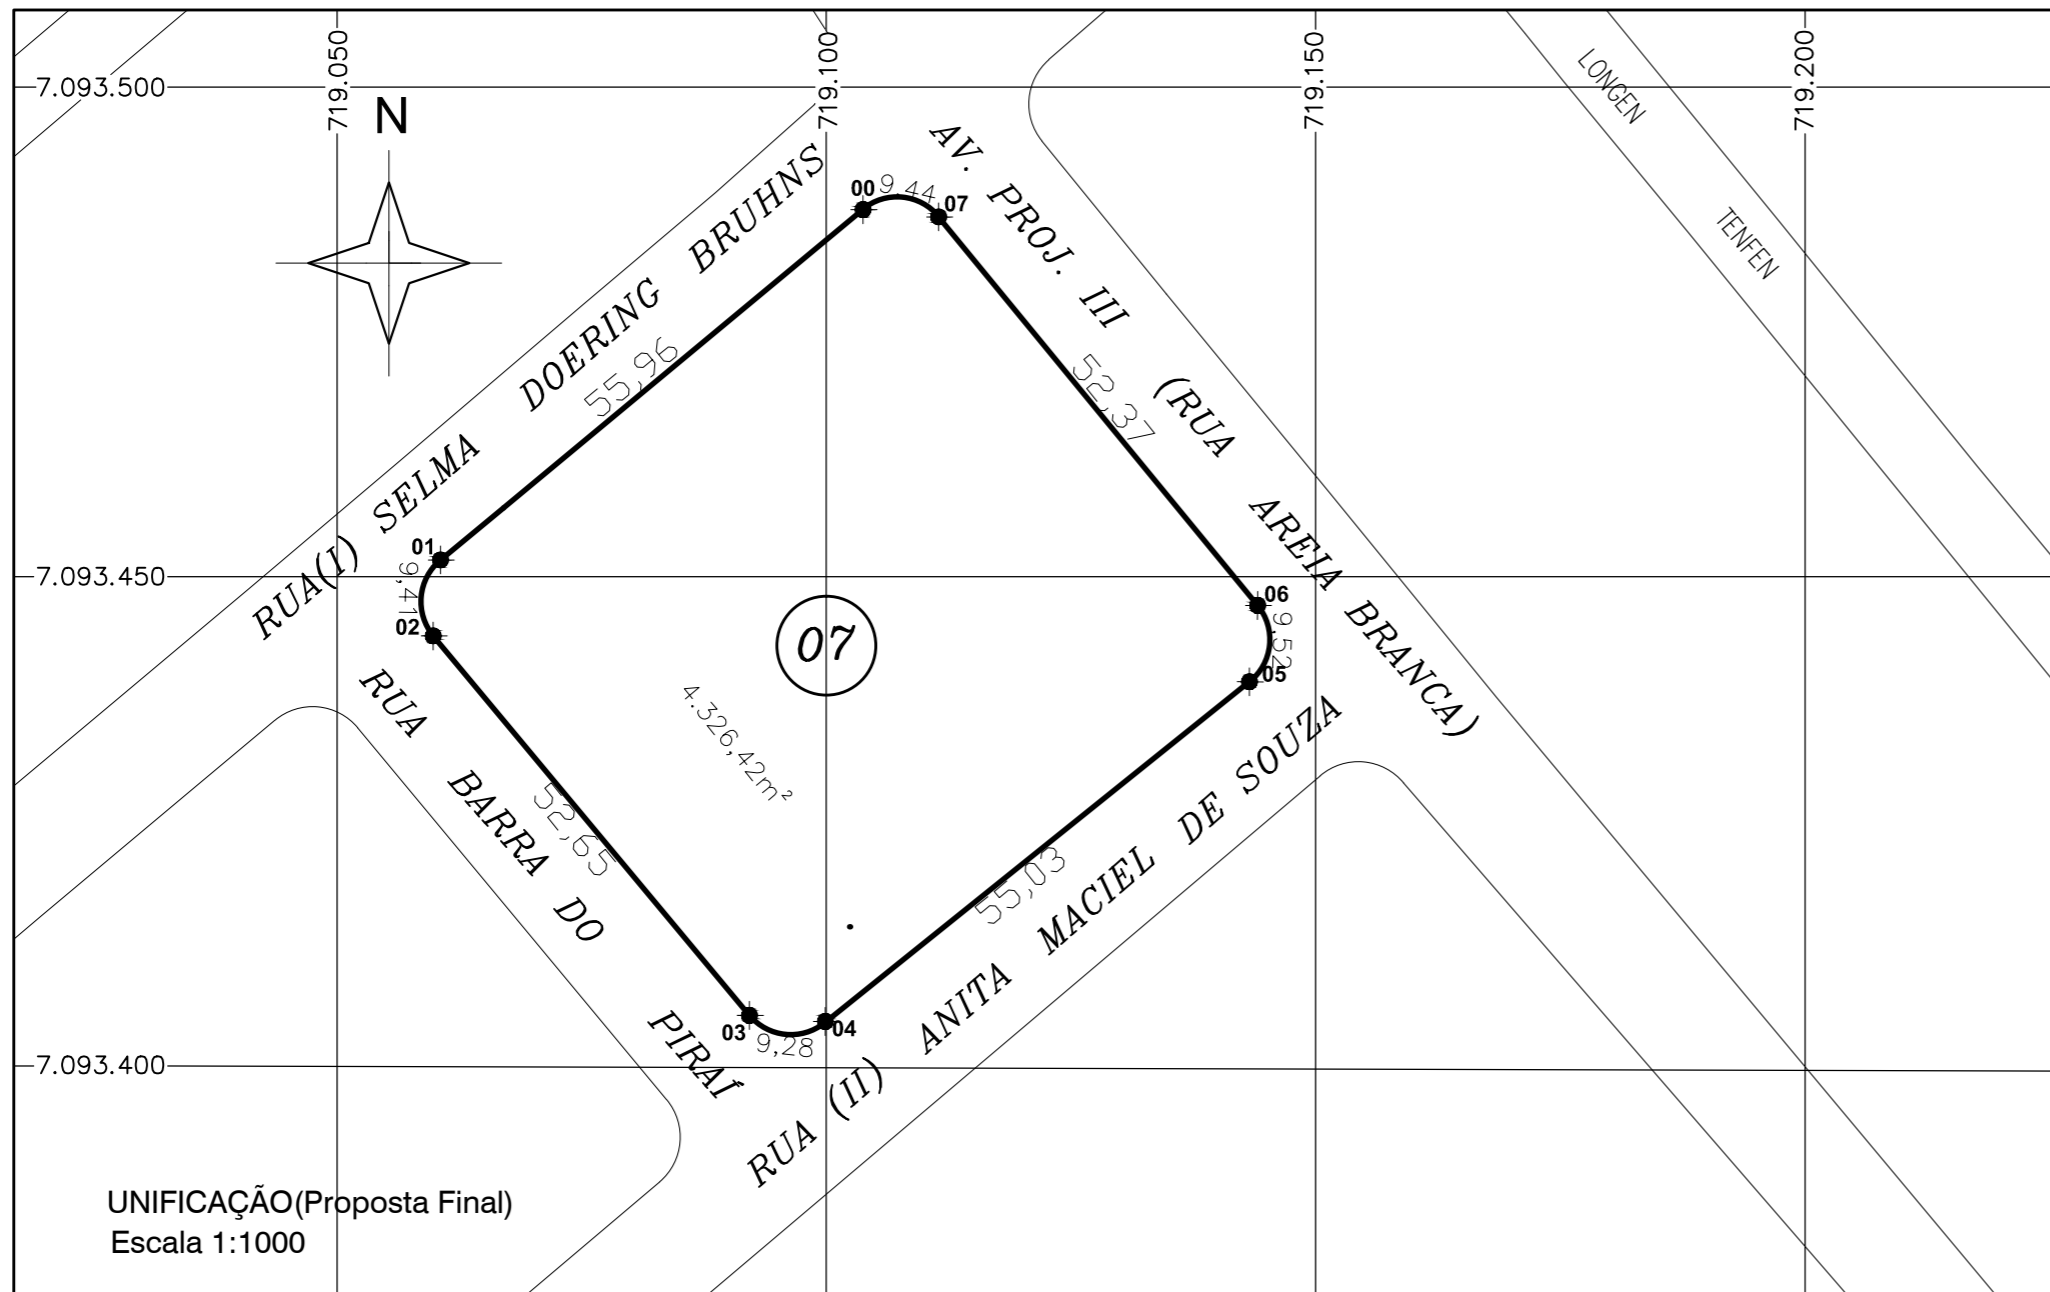 719.050
719.100
719.150
719.200
7.093.500
7.093.450
7.093.400
N
LONGEN
TENFEN
AV. PROJ. III (RUA AREIA BRANCA)
RUA(I) SELMA DOERING BRUHNS
00
9,44
07
55,96
52,37
01
9,41
02
06
9,52
05
07
4.326,42m²
52,65
55,03
RUA BARRA DO PIRAÍ
03
9,28
04
RUA (II) ANITA MACIEL DE SOUZA
UNIFICAÇÃO(Proposta Final)
Escala 1:1000